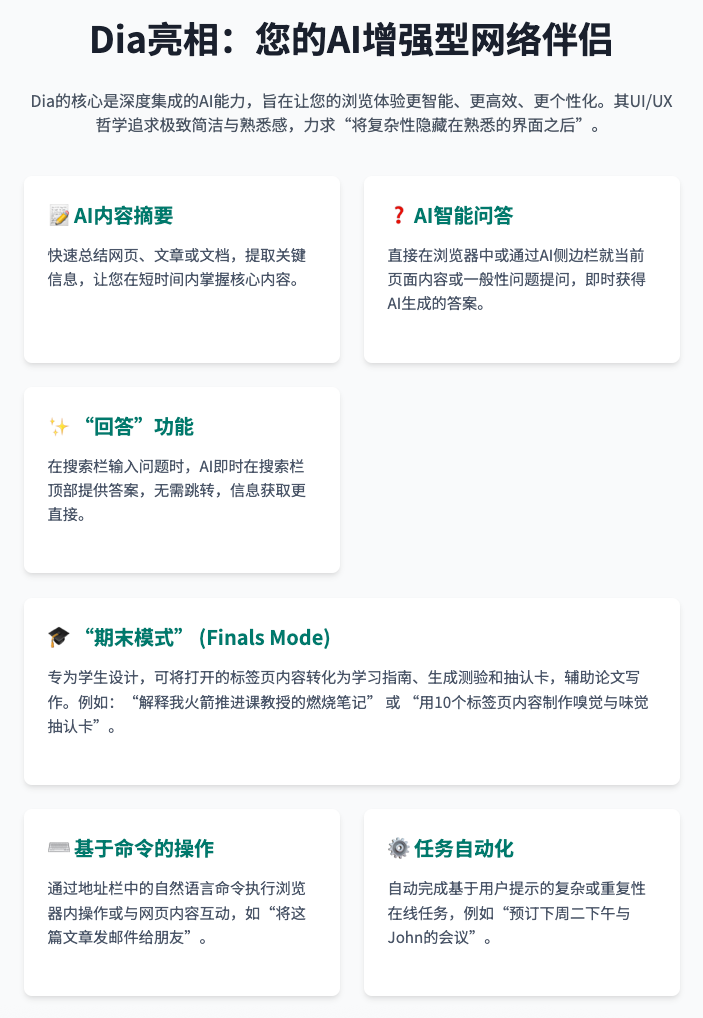 Dia亮相：您的AI增强型网络伴侣
Dia的核心是深度集成的AI能力，旨在让您的浏览体验更智能、更高效、更个性化。其UI/UX
哲学追求极致简洁与熟悉感，力求“将复杂性隐藏在熟悉的界面之后”。
📝 AI内容摘要
快速总结网页、文章或文档，提取关键
信息，让您在短时间内掌握核心内容。
❓ AI智能问答
直接在浏览器中或通过AI侧边栏就当前
页面内容或一般性问题提问，即时获得
AI生成的答案。
✨ “回答”功能
在搜索栏输入问题时，AI即时在搜索栏
顶部提供答案，无需跳转，信息获取更
直接。
🎓 “期末模式” (Finals Mode)
专为学生设计，可将打开的标签页内容转化为学习指南、生成测验和抽认卡，辅助论文写
作。例如：“解释我火箭推进课教授的燃烧笔记” 或 “用10个标签页内容制作嗅觉与味觉
抽认卡”。
⌨️ 基于命令的操作
通过地址栏中的自然语言命令执行浏览
器内操作或与网页内容互动，如“将这
篇文章发邮件给朋友”。
⚙️ 任务自动化
自动完成基于用户提示的复杂或重复性
在线任务，例如“预订下周二下午与
John的会议”。